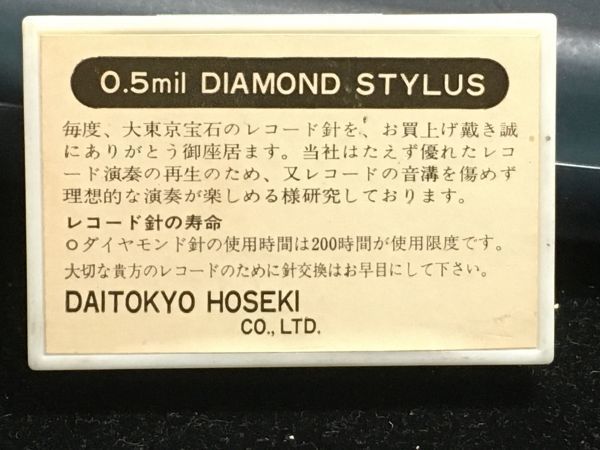 0.5mil DIAMOND STYLUS
毎度、大東京宝石のレコード針を、お買上げ戴き誠
にありがとう御座居ます。当社はたえず優れたレコ
ード演奏の再生のため、又レコードの音溝を傷めず
理想的な演奏が楽しめる様研究しております。
レコード針の寿命
○ダイヤモンド針の使用時間は200時間が使用限度です。
大切な貴方のレコードのために針交換はお早目にして下さい。
DAITOKYO HOSEKI
CO., LTD.